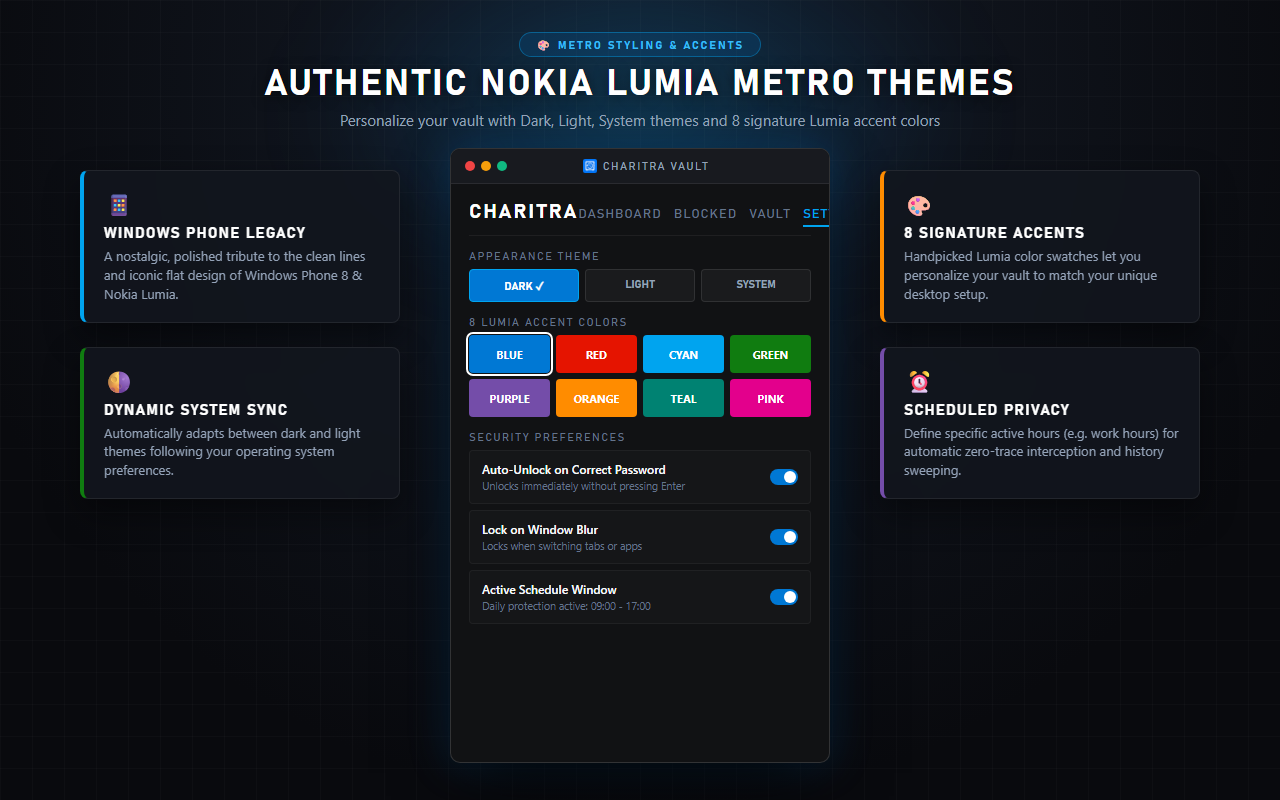 METRO STYLING & ACCENTS
AUTHENTIC NOKIA LUMIA METRO THEMES
Personalize your vault with Dark, Light, System themes and 8 signature Lumia accent colors
WINDOWS PHONE LEGACY
A nostalgic, polished tribute to the clean lines
and iconic flat design of Windows Phone 8 &
Nokia Lumia.
DYNAMIC SYSTEM SYNC
Automatically adapts between dark and light
themes following your operating system
preferences.
CHARITRA VAULT
CHARITRA DASHBOARD BLOCKED VAULT SET
APPEARANCE THEME
DARK ✓ LIGHT SYSTEM
8 LUMIA ACCENT COLORS
BLUE RED CYAN GREEN
PURPLE ORANGE TEAL PINK
SECURITY PREFERENCES
Auto-Unlock on Correct Password
Unlocks immediately without pressing Enter
Lock on Window Blur
Locks when switching tabs or apps
Active Schedule Window
Daily protection active: 09:00 - 17:00
8 SIGNATURE ACCENTS
Handpicked Lumia color swatches let you
personalize your vault to match your unique
desktop setup.
SCHEDULED PRIVACY
Define specific active hours (e.g. work hours) for
automatic zero-trace interception and history
sweeping.